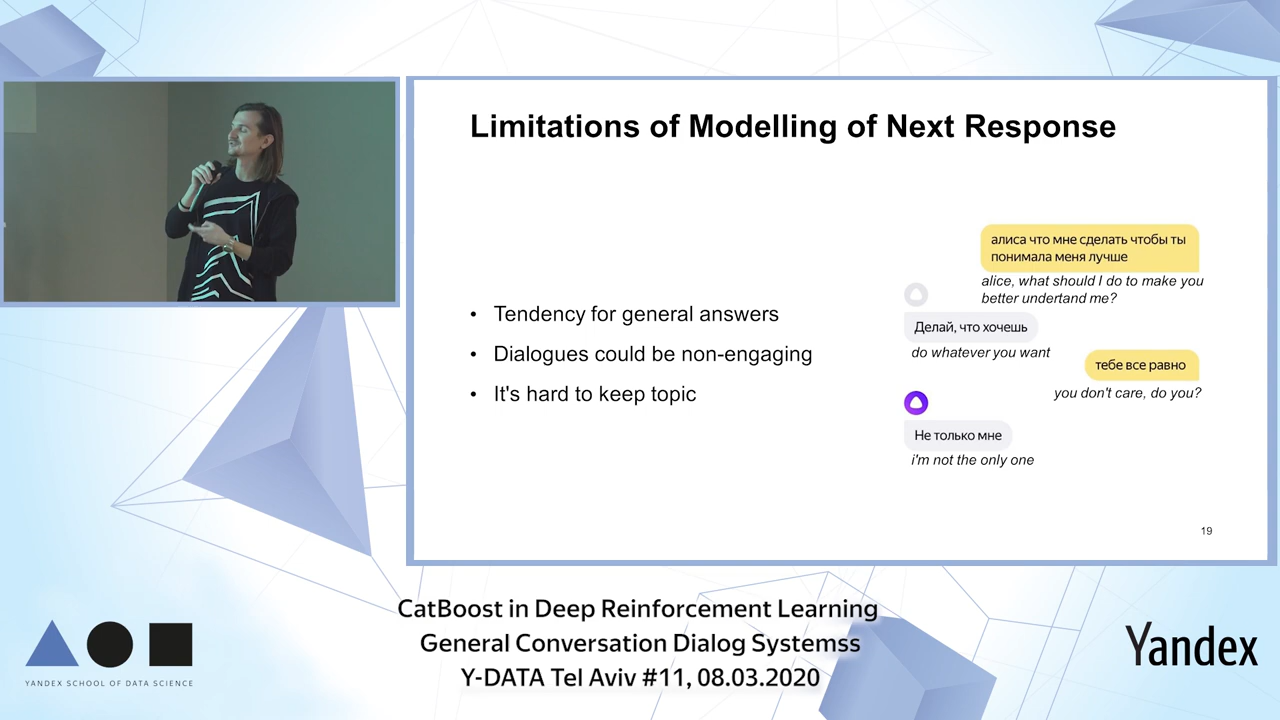 Limitations of Modelling of Next Response
• Tendency for general answers
• Dialogues could be non-engaging
• It's hard to keep topic
алиса что мне сделать чтобы ты
понимала меня лучше
alice, what should I do to make you
better undertand me?
Делай, что хочешь
do whatever you want
тебе все равно
you don't care, do you?
Не только мне
i'm not the only one
19
CatBoost in Deep Reinforcement Learning
General Conversation Dialog Systemss
Y-DATA Tel Aviv #11, 08.03.2020
YANDEX SCHOOL OF DATA SCIENCE
Yandex